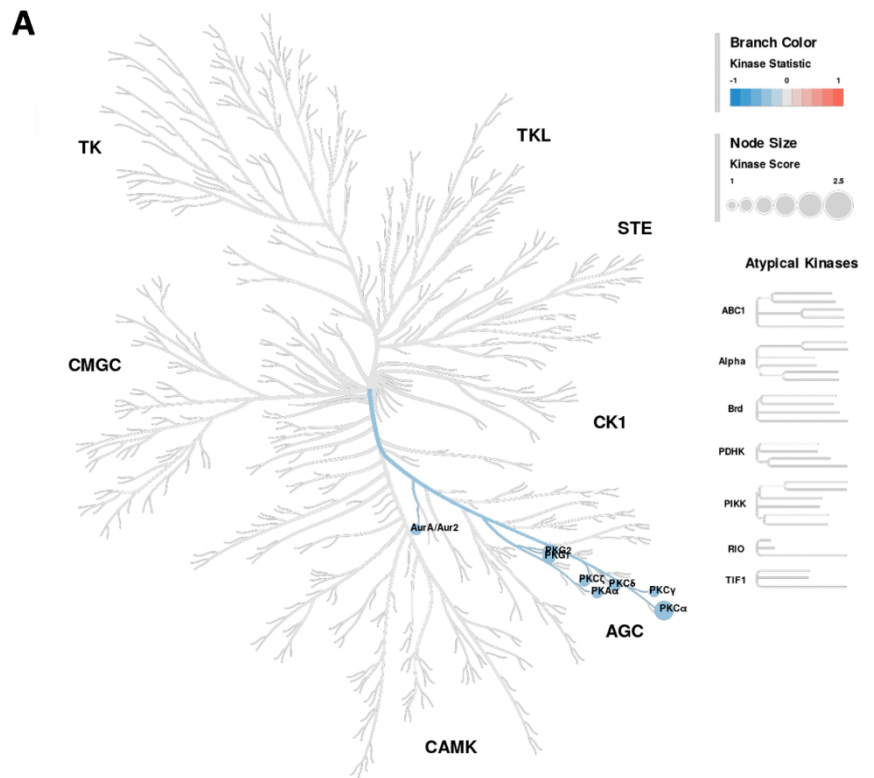 A
TK
TKL
STE
CMGC
CK1
AurA/Aur2
PKG2
PKG1
PKCζ
PKCδ
PKAα
PKCγ
PKCα
AGC
CAMK
Branch Color
Kinase Statistic
-1 0 1
Node Size
Kinase Score
1 2.5
Atypical Kinases
ABC1
Alpha
Brd
PDHK
PIKK
RIO
TIF1